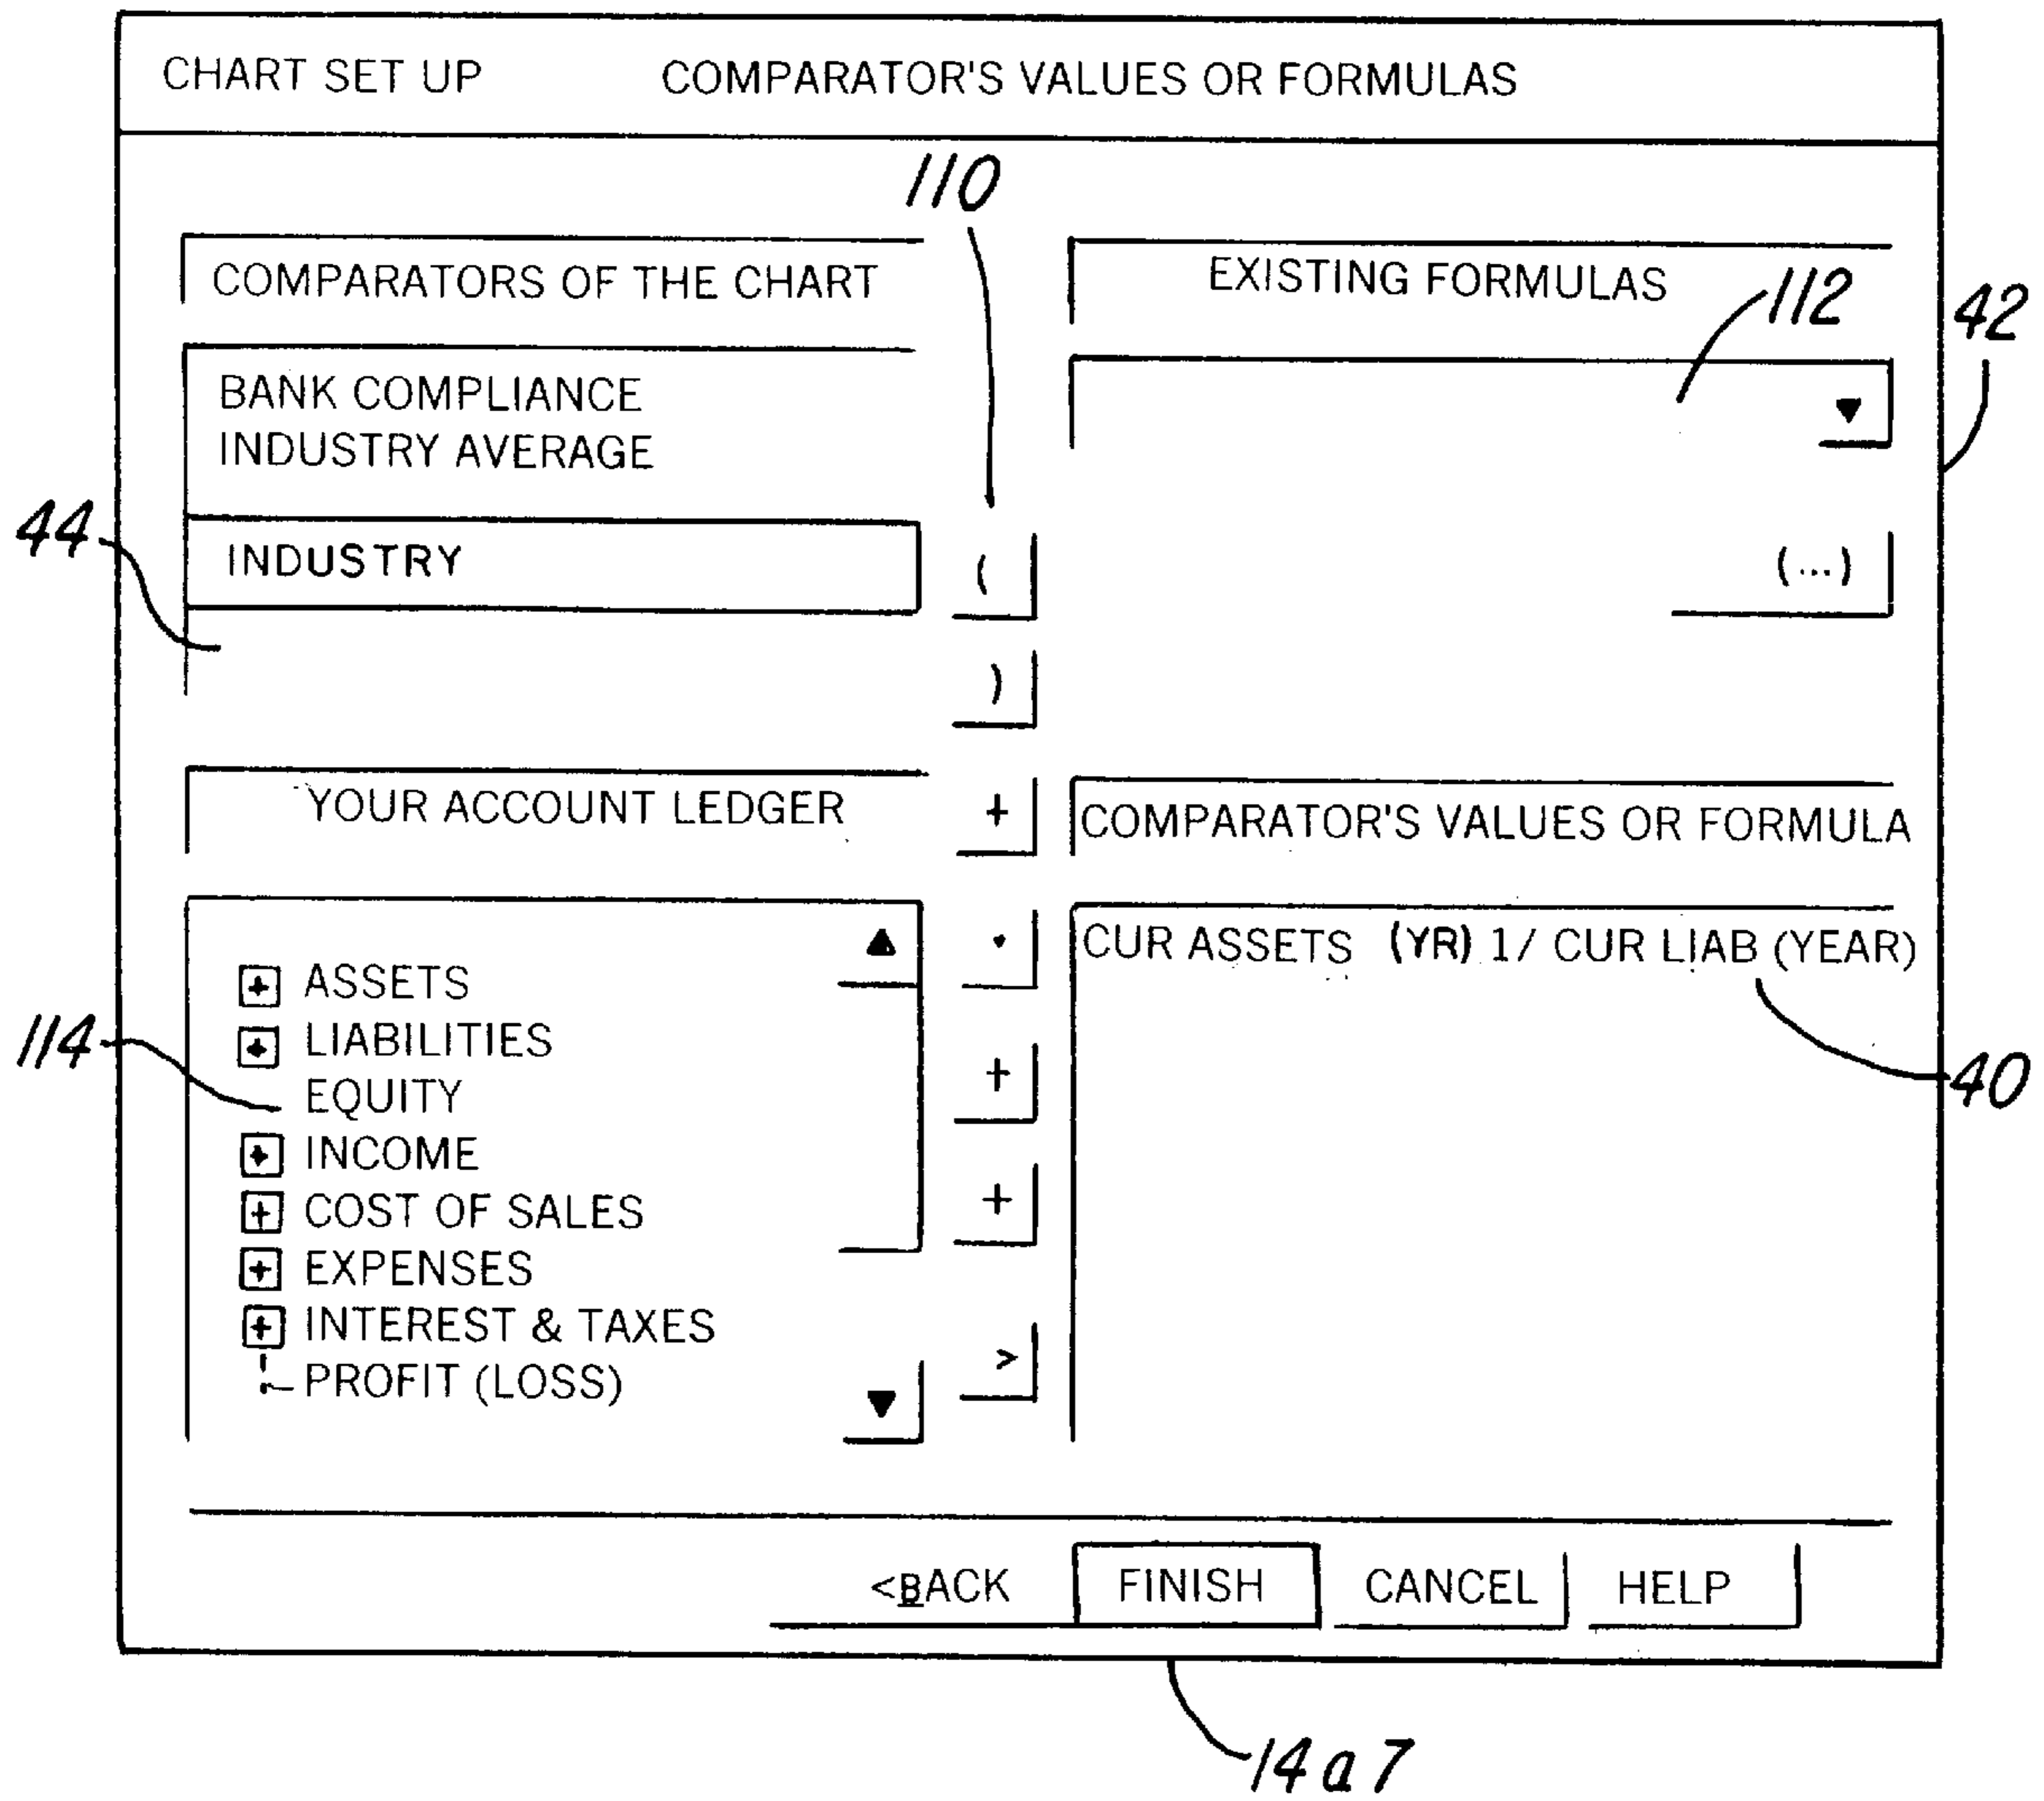 CHART SET UP COMPARATOR'S VALUES OR FORMULAS
110
COMPARATORS OF THE CHART
EXISTING FORMULAS
112
42
BANK COMPLIANCE
INDUSTRY AVERAGE
44
INDUSTRY
(
(...)
)
YOUR ACCOUNT LEDGER
+
COMPARATOR'S VALUES OR FORMULA
CUR ASSETS (YR) 1/ CUR LIAB (YEAR)
40
+ ASSETS
+ LIABILITIES
114
EQUITY
+ INCOME
+ COST OF SALES
+ EXPENSES
+ INTEREST & TAXES
PROFIT (LOSS)
·
+
+
>
<BACK FINISH CANCEL HELP
14a7